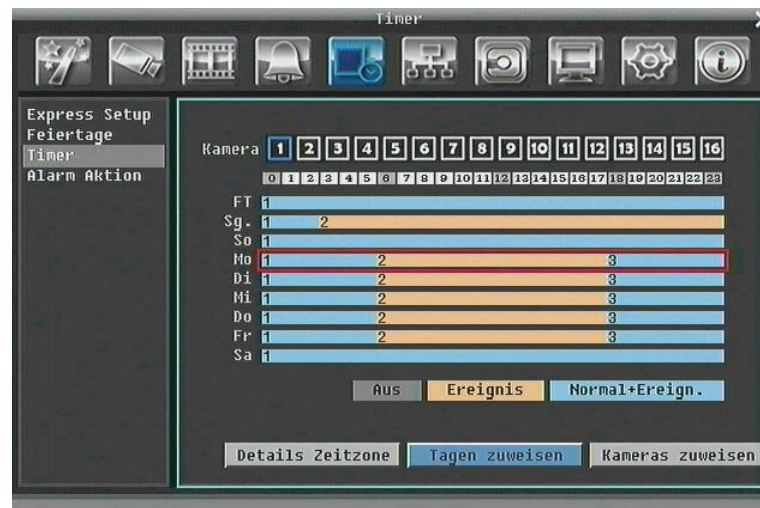 Timer
Express Setup
Feiertage
Timer
Alarm Aktion
Kamera 1 2 3 4 5 6 7 8 9 10 11 12 13 14 15 16
0 1 2 3 4 5 6 7 8 9 10 11 12 13 14 15 16 17 18 19 20 21 22 23
FT 1
Sg. 1 2
So 1
Mo 1 2 3
Di 1 2 3
Mi 1 2 3
Do 1 2 3
Fr 1 2 3
Sa 1
Aus Ereignis Normal+Ereign.
Details Zeitzone Tagen zuweisen Kameras zuweisen